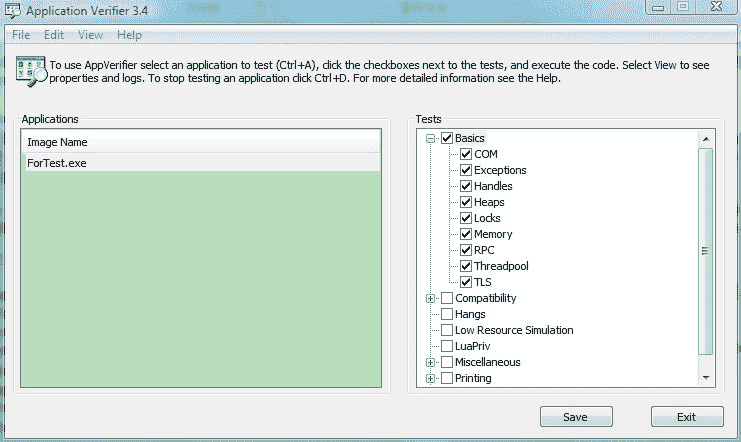 Application Verifier 3.4
File Edit View Help
To use AppVerifier select an application to test (Ctrl+A), click the checkboxes next to the tests, and execute the code. Select View to see
properties and logs. To stop testing an application click Ctrl+D. For more detailed information see the Help.
Applications
Image Name
ForTest.exe
Tests
Basics
COM
Exceptions
Handles
Heaps
Locks
Memory
RPC
Threadpool
TLS
Compatibility
Hangs
Low Resource Simulation
LuaPriv
Miscellaneous
Printing
Save Exit